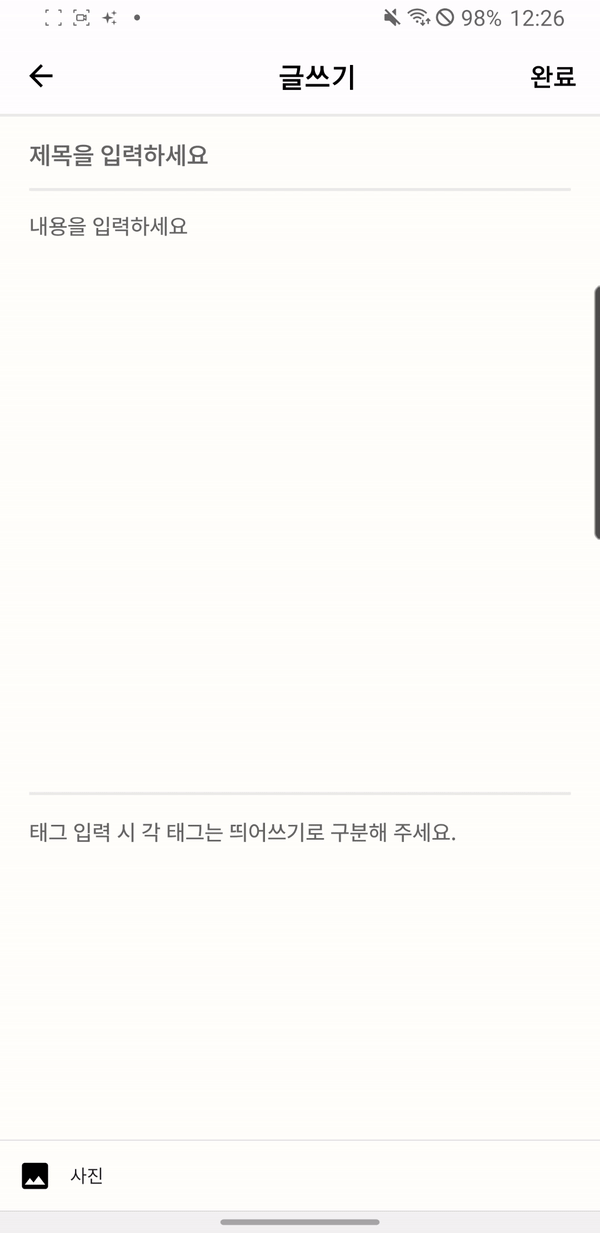 98% 12:26
글쓰기 완료
제목을 입력하세요
내용을 입력하세요
태그 입력 시 각 태그는 띄어쓰기로 구분해 주세요.
사진